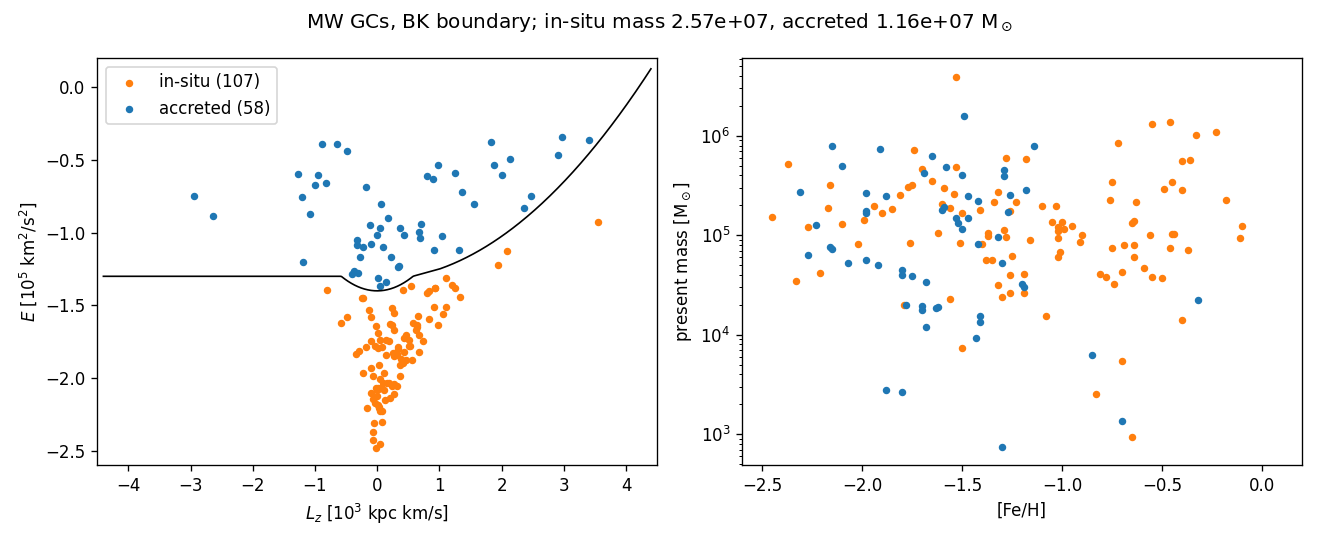 MW GCs, BK boundary; in-situ mass 2.57e+07, accreted 1.16e+07 M⊙
in-situ (107)
accreted (58)
0.0
−0.5
−1.0
−1.5
−2.0
−2.5
E [10⁵ km²/s²]
−4 −3 −2 −1 0 1 2 3 4
L_z [10³ kpc km/s]
10⁶
10⁵
10⁴
10³
present mass [M⊙]
−2.5 −2.0 −1.5 −1.0 −0.5 0.0
[Fe/H]